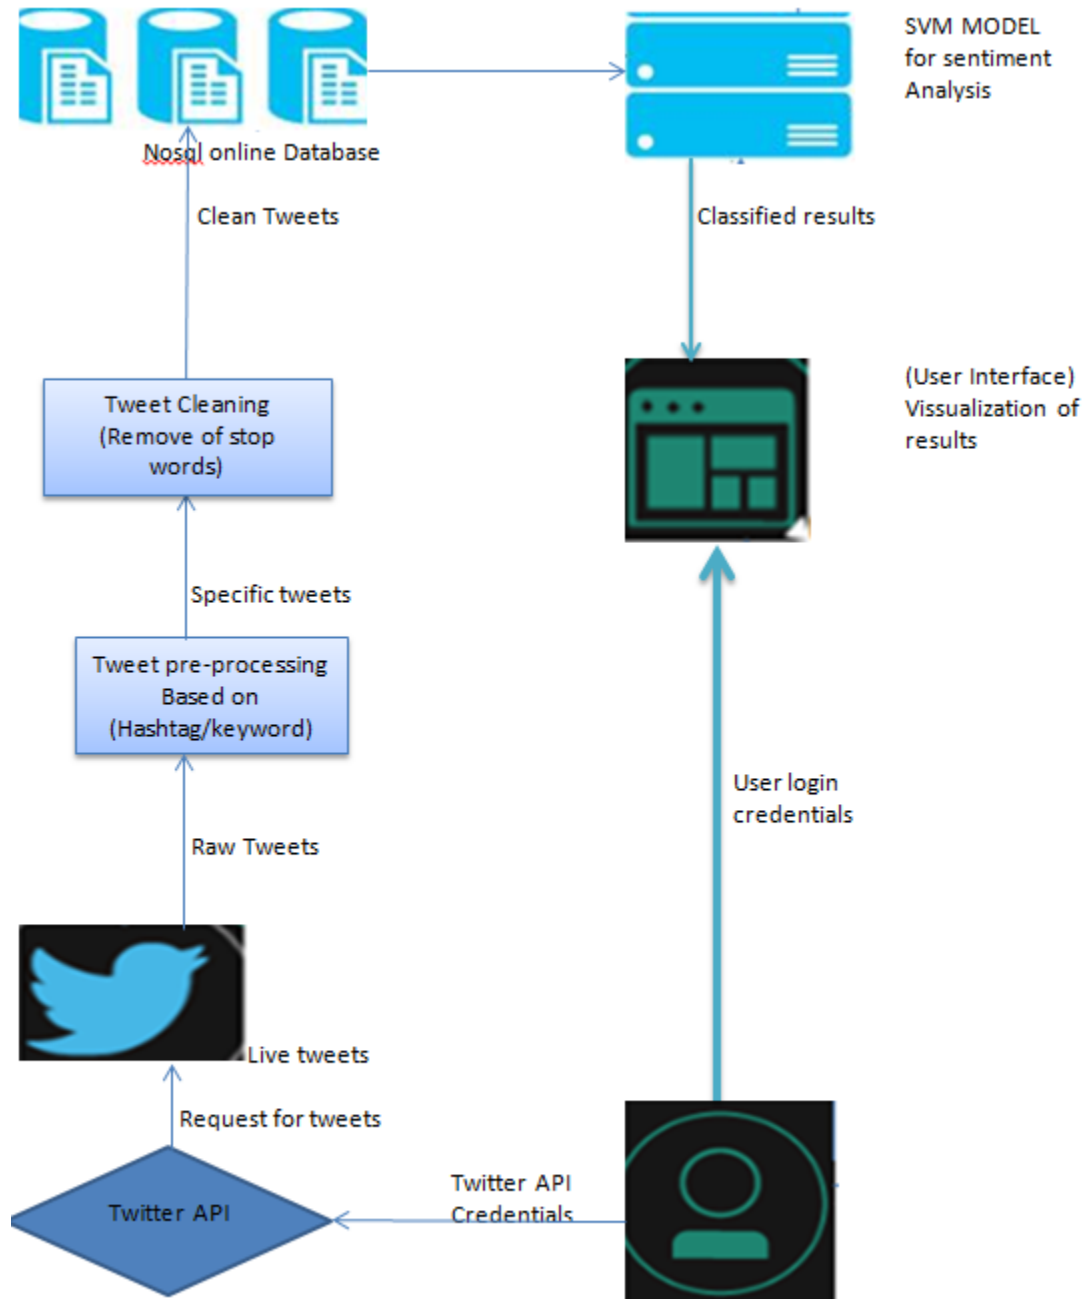 SVM MODEL
for sentiment
Analysis
Nosql online Database
Clean Tweets
Classified results
Tweet Cleaning
(Remove of stop
words)
(User Interface)
Vissualization of
results
Specific tweets
Tweet pre-processing
Based on
(Hashtag/keyword)
User login
credentials
Raw Tweets
Live tweets
Request for tweets
Twitter API
Twitter API
Credentials